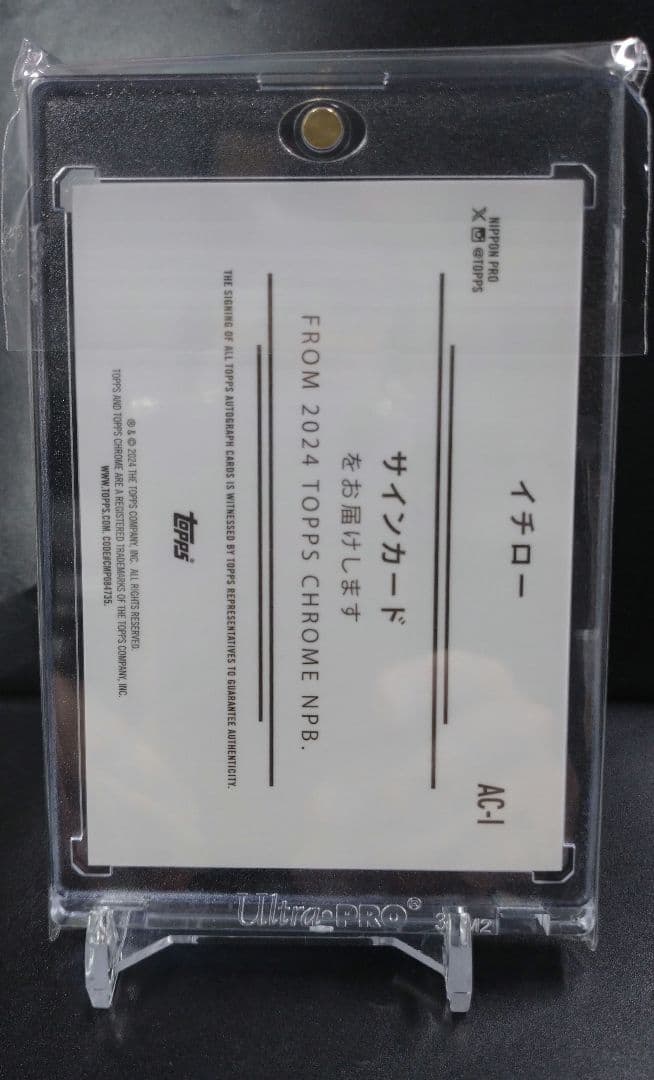 NIPPON PRO
X @TOPPS
イチロー
AC-I
サインカード
をお届けします
FROM 2024 TOPPS CHROME NPB.
THE SIGNING OF ALL TOPPS AUTOGRAPH CARDS IS WITNESSED BY TOPPS REPRESENTATIVES TO GUARANTEE AUTHENTICITY.
topps®
® & © 2024 THE TOPPS COMPANY, INC. ALL RIGHTS RESERVED.
TOPPS AND TOPPS CHROME ARE A REGISTERED TRADEMARKS OF THE TOPPS COMPANY, INC.
WWW.TOPPS.COM. CODE#CMP084735.
Ultra•PRO®